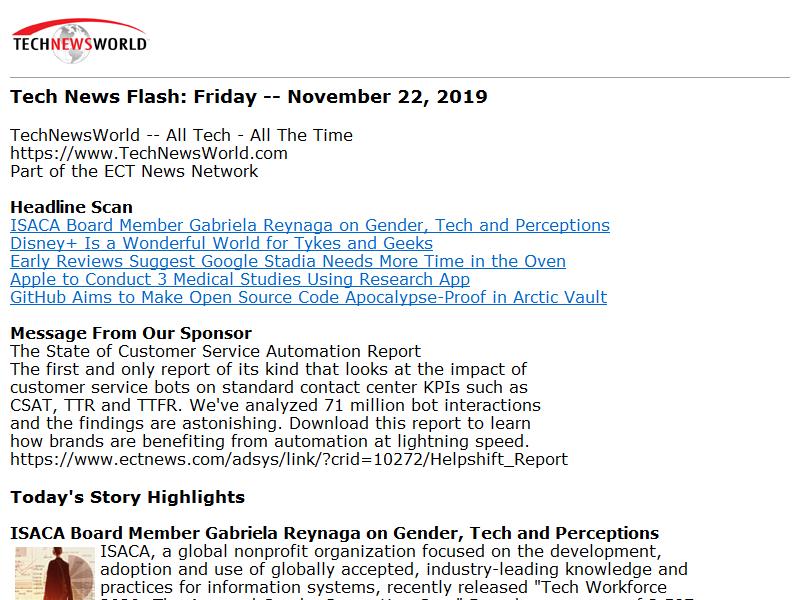 TECHNEWSWORLD
Tech News Flash: Friday -- November 22, 2019
TechNewsWorld -- All Tech - All The Time
https://www.TechNewsWorld.com
Part of the ECT News Network
Headline Scan
ISACA Board Member Gabriela Reynaga on Gender, Tech and Perceptions
Disney+ Is a Wonderful World for Tykes and Geeks
Early Reviews Suggest Google Stadia Needs More Time in the Oven
Apple to Conduct 3 Medical Studies Using Research App
GitHub Aims to Make Open Source Code Apocalypse-Proof in Arctic Vault
Message From Our Sponsor
The State of Customer Service Automation Report
The first and only report of its kind that looks at the impact of
customer service bots on standard contact center KPIs such as
CSAT, TTR and TTFR. We've analyzed 71 million bot interactions
and the findings are astonishing. Download this report to learn
how brands are benefiting from automation at lightning speed.
https://www.ectnews.com/adsys/link/?crid=10272/Helpshift_Report
Today's Story Highlights
ISACA Board Member Gabriela Reynaga on Gender, Tech and Perceptions
ISACA, a global nonprofit organization focused on the development,
adoption and use of globally accepted, industry-leading knowledge and
practices for information systems, recently released "Tech Workforce